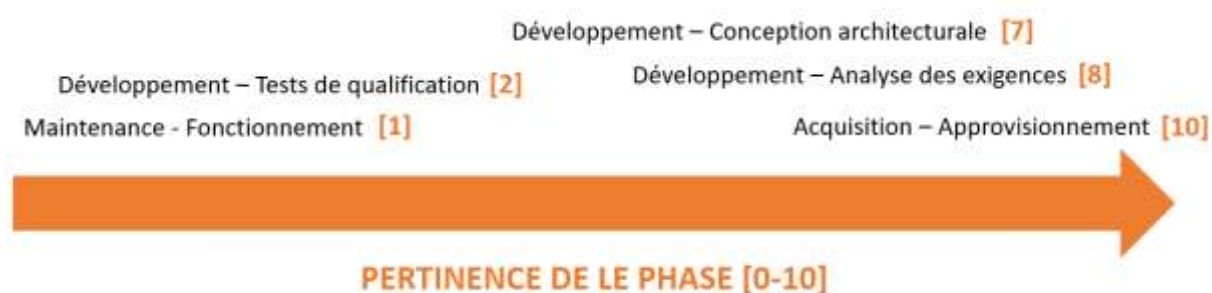 Développement – Conception architecturale [7]
Développement – Tests de qualification [2]
Développement – Analyse des exigences [8]
Maintenance - Fonctionnement [1]
Acquisition – Approvisionnement [10]
PERTINENCE DE LE PHASE [0-10]